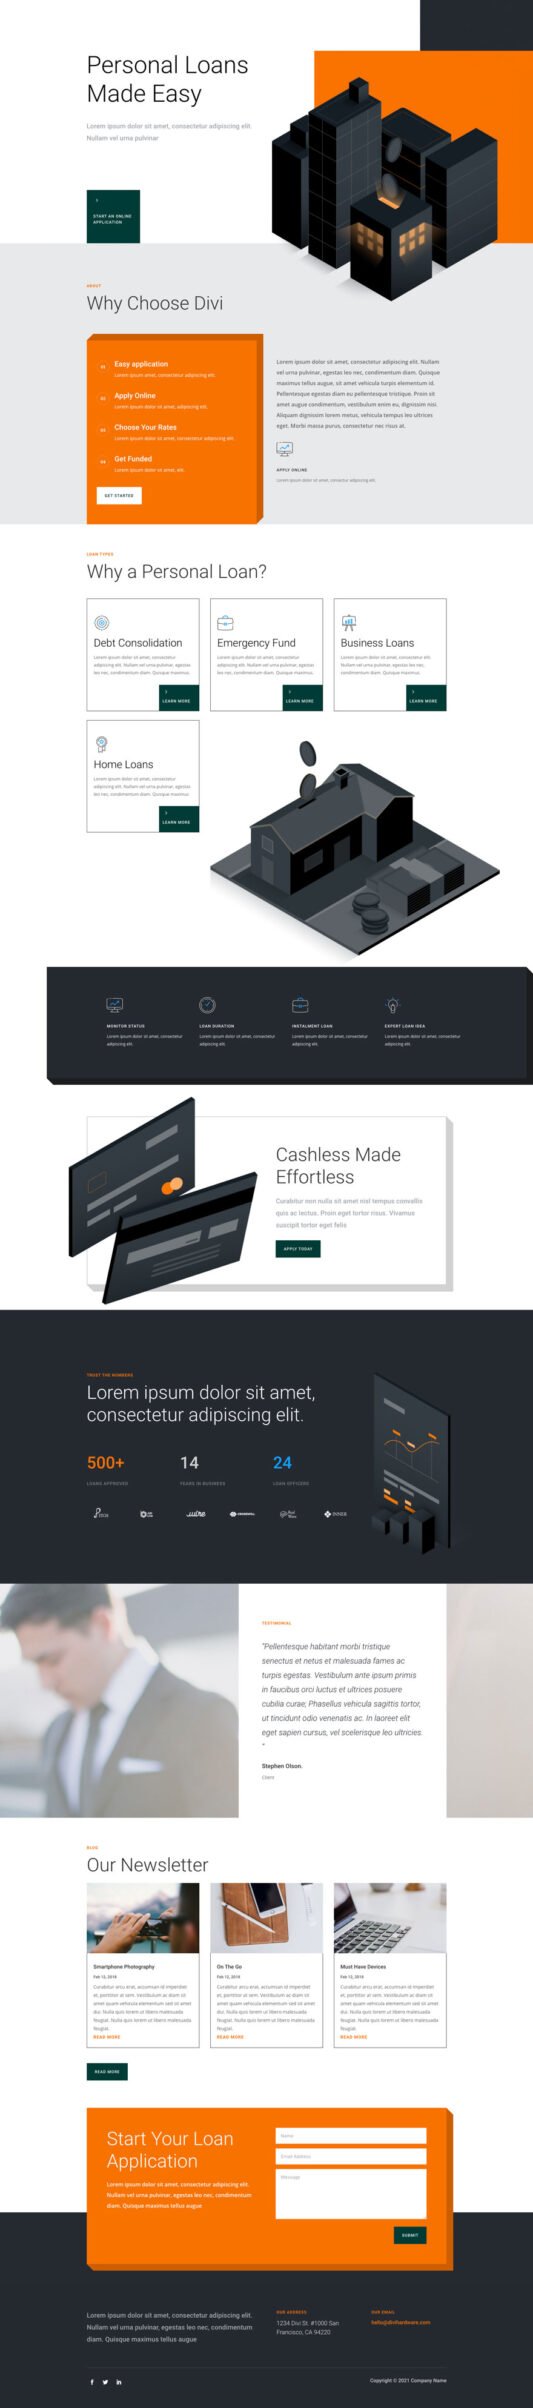 Personal Loans
Made Easy
Lorem ipsum dolor sit amet, consectetur adipiscing elit.
Nullam vel urna pulvinar
START AN ONLINE
APPLICATION
ABOUT
Why Choose Divi
01
Easy application
Lorem ipsum amet, consectetur adipiscing elit.
02
Apply Online
Lorem ipsum dolor sit amet, adipiscing elit.
03
Choose Your Rates
Lorem ipsum dolor sit amet, consectetur adipiscing elit.
04
Get Funded
Lorem ipsum dolor sit amet, elit.
GET STARTED
Lorem ipsum dolor sit amet, consectetur adipiscing elit. Nullam
vel urna pulvinar, egestas leo nec, condimentum diam. Quisque
maximus tellus augue, sit amet vehicula turpis elementum id.
Pellentesque egestas diam eu pellentesque tristique. Proin sit
amet augue condimentum, vestibulum enim eu, dignissim nisi.
Aliquam dignissim lorem metus, vehicula tempus leo ultrices
eget. Morbi massa purus, consectetur nec risus at,
APPLY ONLINE
Lorem ipsum dolor sit amet, consectur adipiscing elit.
LOAN TYPES
Why a Personal Loan?
Debt Consolidation
Lorem ipsum dolor sit amet, consectetur
adipiscing elit. Nullam vel urna pulvinar, egestas
leo nec, condimentum diam. Quisque maximus
LEARN MORE
Emergency Fund
Lorem ipsum dolor sit amet, consectetur
adipiscing elit. Nullam vel urna pulvinar, egestas
leo nec, condimentum diam. Quisque maximus.
LEARN MORE
Business Loans
Lorem ipsum dolor sit amet, consectetur
adipiscing elit. Nullam vel urna pulvinar, egestas
leo nec, condimentum diam. Quisque maximus.
LEARN MORE
Home Loans
Lorem ipsum dolor sit amet, consectetur
adipiscing elit. Nullam vel urna pulvinar, egestas
leo nec, condimentum diam. Quisque maximus
LEARN MORE
MONITOR STATUS
Lorem ipsum dolor sit amet, consectetur
adipiscing elit.
LOAN DURATION
Lorem ipsum dolor sit amet, consectetur
adipiscing elit.
INSTALMENT LOAN
Lorem ipsum dolor sit amet, consectetur
adipiscing elit.
EXPERT LOAN IDEA
Lorem ipsum dolor sit amet, consectetur
adipiscing elit.
Cashless Made
Effortless
Curabitur non nulla sit amet nisl tempus convallis
quis ac lectus. Proin eget tortor risus. Vivamus
suscipit tortor eget felis
APPLY TODAY
TRUST THE NUMBERS
Lorem ipsum dolor sit amet,
consectetur adipiscing elit.
500+
LOANS APPROVED
14
YEARS IN BUSINESS
24
LOAN OFFICERS
INNER
TESTIMONIAL
"Pellentesque habitant morbi tristique
senectus et netus et malesuada fames ac
turpis egestas. Vestibulum ante ipsum primis
in faucibus orci luctus et ultrices posuere
cubilia curae; Phasellus vehicula sagittis tortor,
ut tincidunt odio venenatis ac. In laoreet elit
eget sapien cursus, vel scelerisque leo ultricies.
"
Stephen Olson.
Client
BLOG
Our Newsletter
Smartphone Photography
Feb 12, 2018
Curabitur arcu erat, accumsan id imperdiet
et, porttitor at sem. Vestibulum ac diam sit
amet quam vehicula elementum sed sit amet
dui. Nulla quis lorem ut libero malesuada
feugiat.
READ MORE
On The Go
Feb 12, 2018
Curabitur arcu erat, accumsan id imperdiet
et, porttitor at sem. Vestibulum ac diam sit
amet quam vehicula elementum sed sit amet
dui. Nulla quis lorem ut libero malesuada
feugiat.
READ MORE
Must Have Devices
Feb 12, 2018
Curabitur arcu erat, accumsan id imperdiet
et, porttitor at sem. Vestibulum ac diam sit
amet quam vehicula elementum sed sit amet
dui. Nulla quis lorem ut libero malesuada
feugiat.
READ MORE
READ MORE
Start Your Loan
Application
Lorem ipsum dolor sit amet, consectetur adipiscing elit.
Nullam vel urna pulvinar, egestas leo nec, condimentum
diam. Quisque maximus tellus augue
Name
Email Address
Message
SUBMIT
Lorem ipsum dolor sit amet, consectetur adipiscing elit.
Nullam vel urna pulvinar, egestas leo nec, condimentum
diam. Quisque maximus tellus augue
OUR ADDRESS
1234 Divi St. #1000 San
Francisco, CA 94220
OUR EMAIL
hello@divihardware.com
Copyright © 2021 Company Name